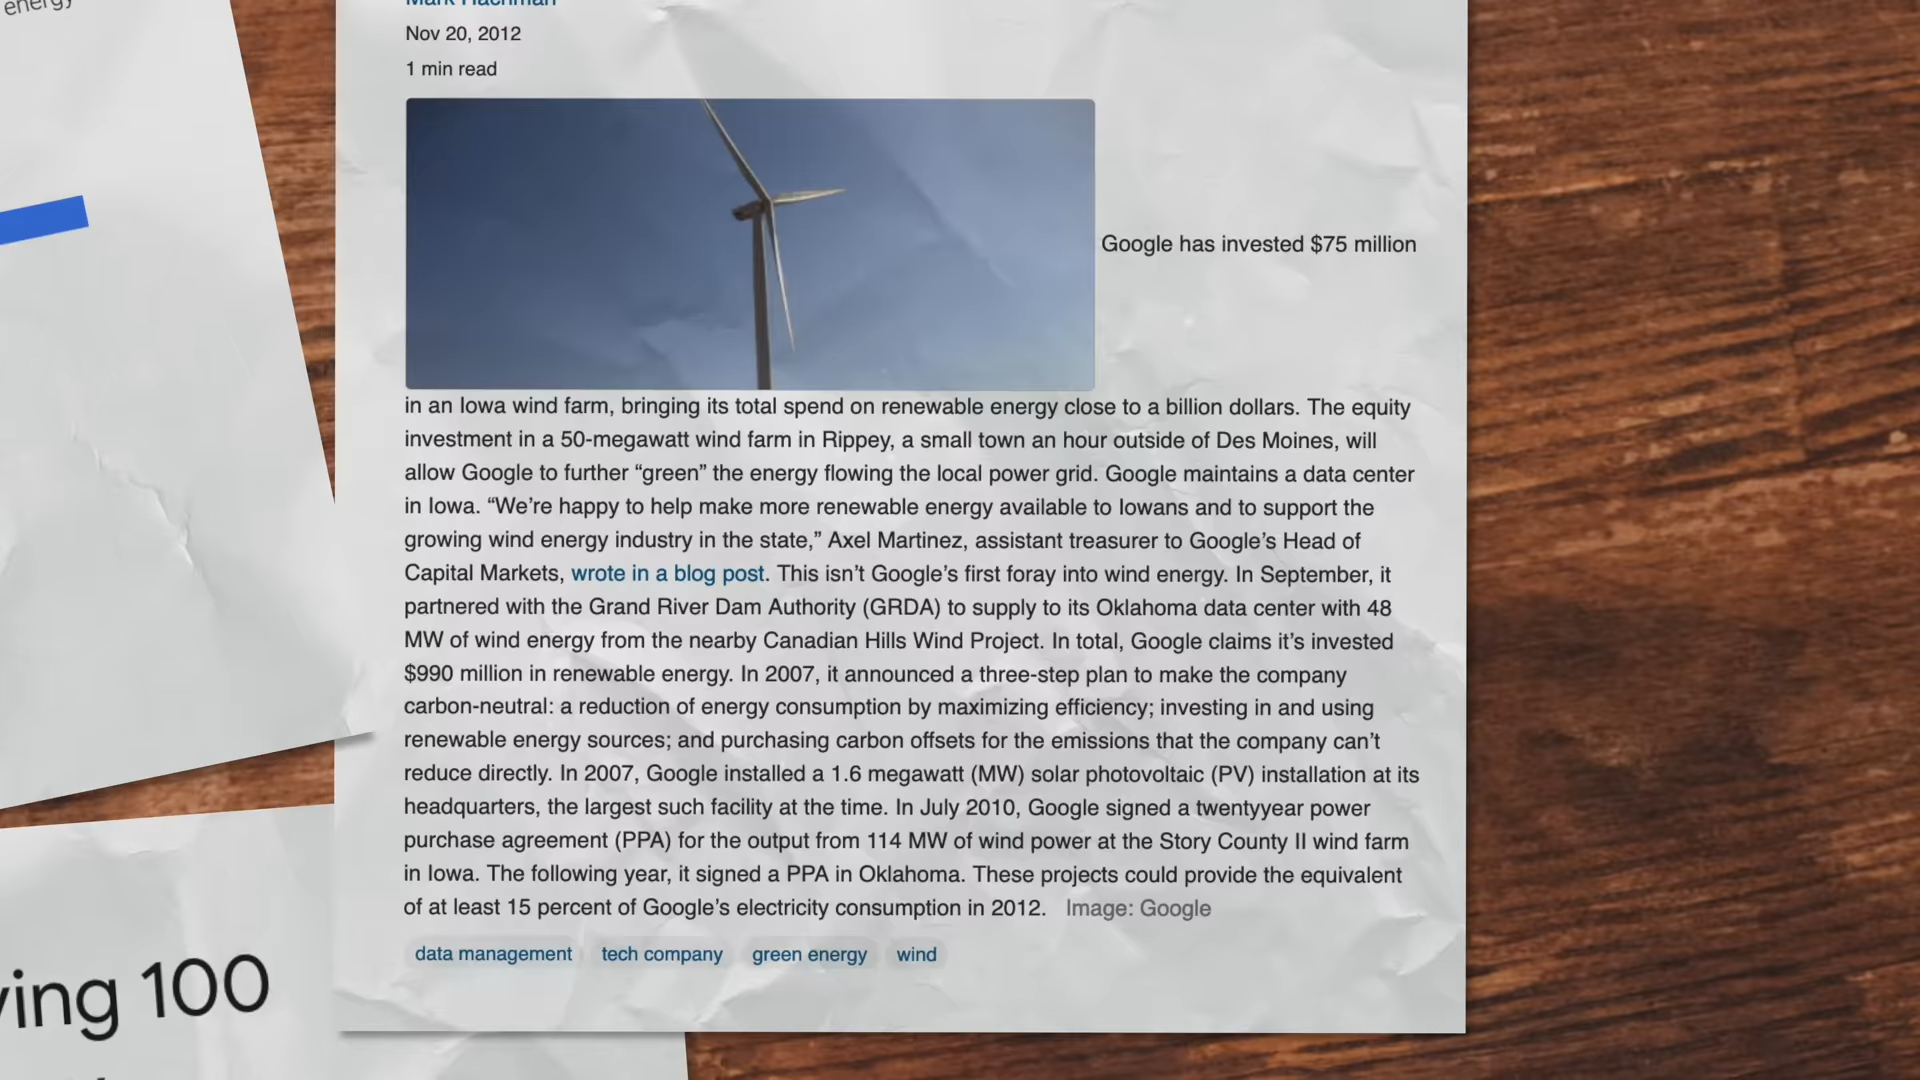 energy
Nov 20, 2012
1 min read
Google has invested $75 million
in an Iowa wind farm, bringing its total spend on renewable energy close to a billion dollars. The equity
investment in a 50-megawatt wind farm in Rippey, a small town an hour outside of Des Moines, will
allow Google to further “green” the energy flowing the local power grid. Google maintains a data center
in Iowa. “We’re happy to help make more renewable energy available to Iowans and to support the
growing wind energy industry in the state,” Axel Martinez, assistant treasurer to Google’s Head of
Capital Markets, wrote in a blog post. This isn’t Google’s first foray into wind energy. In September, it
partnered with the Grand River Dam Authority (GRDA) to supply to its Oklahoma data center with 48
MW of wind energy from the nearby Canadian Hills Wind Project. In total, Google claims it’s invested
$990 million in renewable energy. In 2007, it announced a three-step plan to make the company
carbon-neutral: a reduction of energy consumption by maximizing efficiency; investing in and using
renewable energy sources; and purchasing carbon offsets for the emissions that the company can’t
reduce directly. In 2007, Google installed a 1.6 megawatt (MW) solar photovoltaic (PV) installation at its
headquarters, the largest such facility at the time. In July 2010, Google signed a twentyyear power
purchase agreement (PPA) for the output from 114 MW of wind power at the Story County II wind farm
in Iowa. The following year, it signed a PPA in Oklahoma. These projects could provide the equivalent
of at least 15 percent of Google’s electricity consumption in 2012. Image: Google
data management tech company green energy wind
ying 100